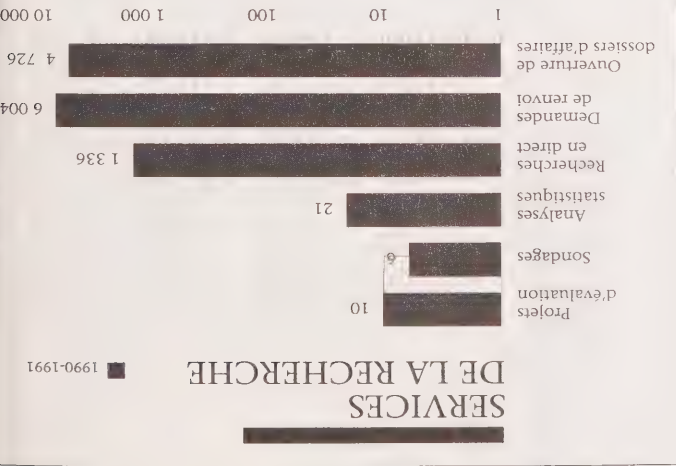 SERVICES
DE LA RECHERCHE
1990-1991
Projets
d'évaluation
10
Sondages
6
Analyses
statistiques
21
Recherches
en direct
1 336
Demandes
de renvoi
6 004
Ouverture de
dossiers d'affaires
4 726
1 10 100 1 000 10 000